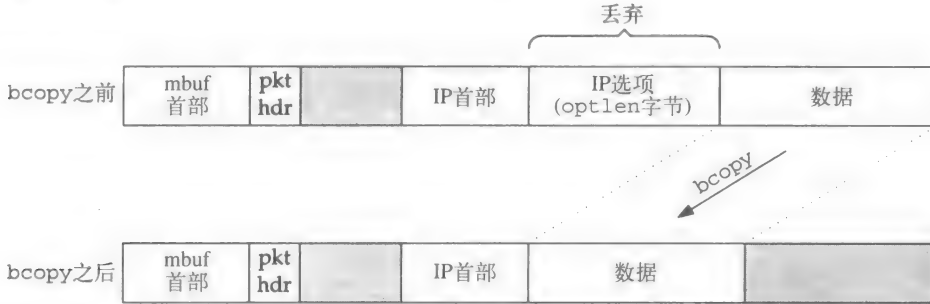 丢弃
bcopy之前
mbuf
首部
pkt
hdr
IP首部
IP选项
(optlen字节)
数据
bcopy
bcopy之后
mbuf
首部
pkt
hdr
IP首部
数据